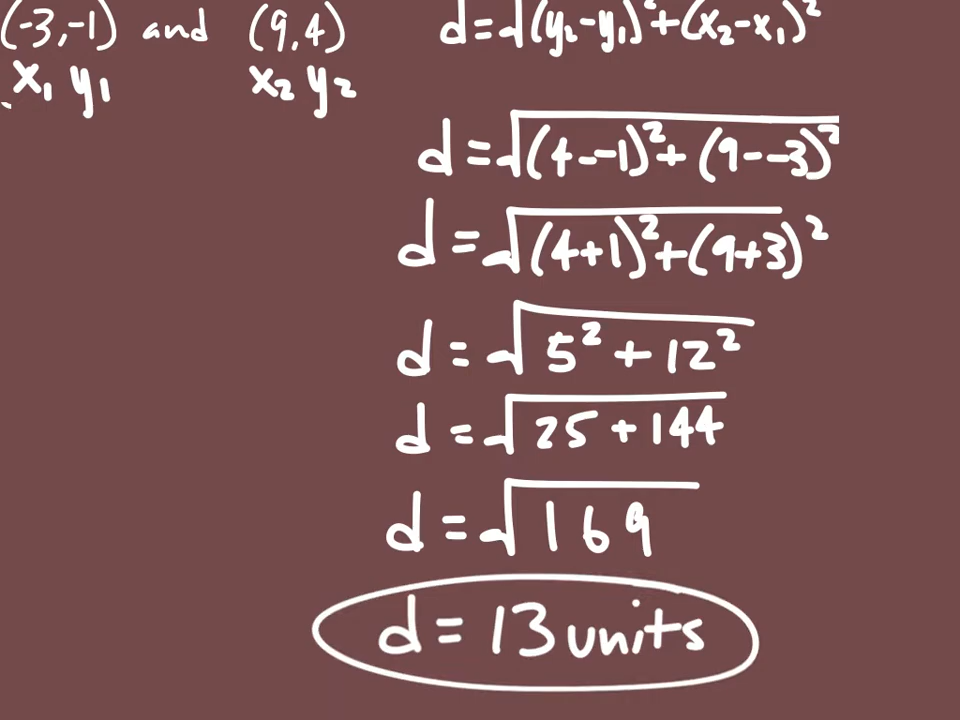 (-3,-1) and (9,4) d=√(y₂-y₁)²+(x₂-x₁)²
x₁ y₁ x₂ y₂
d=√(4--1)²+(9--3)²
d=√(4+1)²+(9+3)²
d=√5²+12²
d=√25+144
d=√169
d=13 units